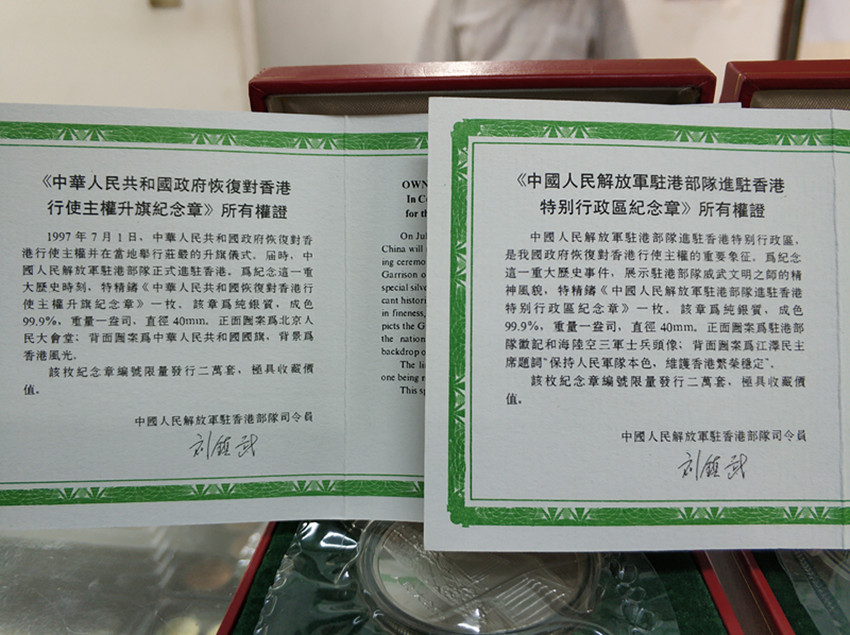 《中華人民共和國政府恢復對香港
行使主權升旗紀念章》所有權證
1997年7月1日，中華人民共和國政府恢復對香
港行使主權并在當地舉行莊嚴的升旗儀式。届時，中
國人民解放軍駐港部隊正式進駐香港，爲紀念這一重
大歷史時刻，特精鑄《中華人民共和國政府恢復對香港行
使主權升旗紀念章》一枚。該章爲純銀質，成色
99.9%，重量一盎司，直徑40mm。正面圖案爲北京人
民大會堂；背面圖案爲中華人民共和國國旗，背景爲
香港風光。
該枚紀念章編號限量發行二萬套，極具收藏價
值。
中國人民解放軍駐香港部隊司令員
刘鎮武
OWN
In Co
for th
On Jul
China will
ing ceremo
Garrison o
special silve
cant histori
in fineness,
picts the G
the nation
backdrop o
The li
one being r
This sp
《中國人民解放軍駐港部隊進駐香港
特别行政區紀念章》所有權證
中國人民解放軍駐港部隊進駐香港特别行政區，
是我國政府恢復對香港行使主權的重要象征。爲紀念
這一重大歷史事件，展示駐港部隊威武文明之師的精
神風貌，特精鑄《中國人民解放軍駐港部隊進駐香港
特别行政區紀念章》一枚。該章爲純銀質，成色
99.9%，重量一盎司，直徑40mm。正面圖案爲駐港部
隊徽記和海陸空三軍士兵頭像；背面圖案爲江澤民主
席題詞“保持人民軍隊本色，維護香港繁榮穩定”。
該枚紀念章編號限量發行二萬套，極具收藏價
值。
中國人民解放軍駐香港部隊司令員
刘鎮武